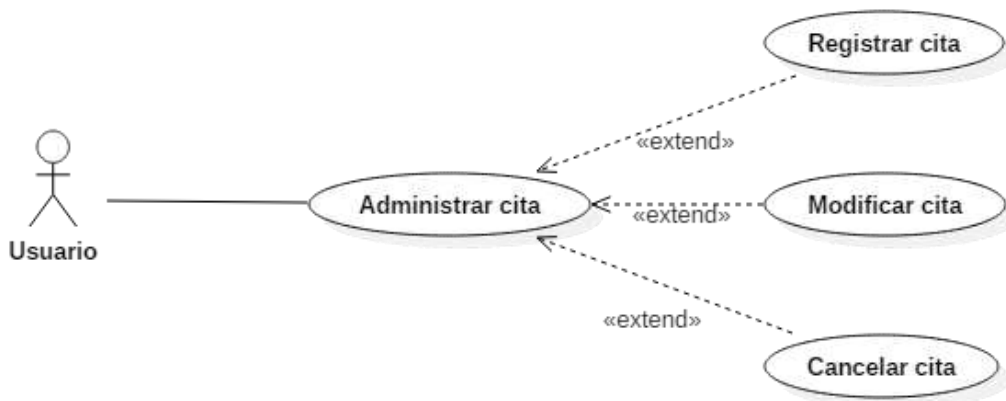 Registrar cita
«extend»
Administrar cita
«extend»
Modificar cita
Usuario
«extend»
Cancelar cita